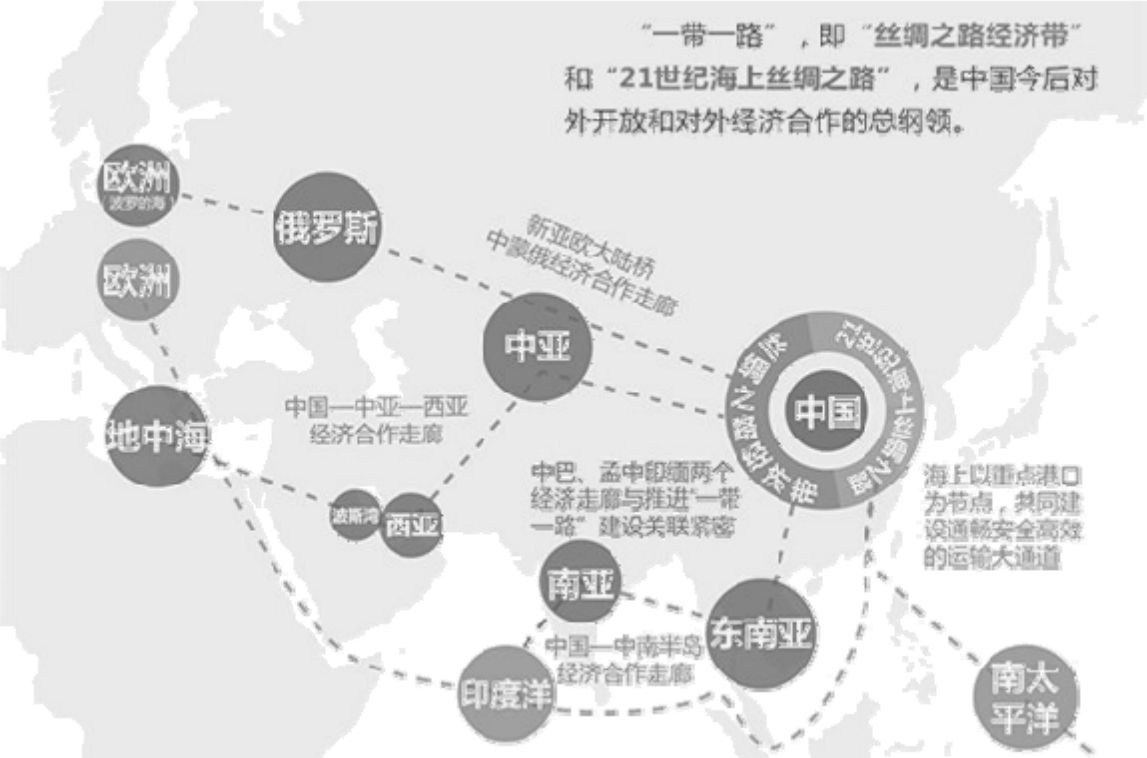 “一带一路”，即“丝绸之路经济带”
和“21世纪海上丝绸之路”，是中国今后对
外开放和对外经济合作的总纲领。
欧洲
（波罗的海）
俄罗斯
欧洲
新亚欧大陆桥
中蒙俄经济合作走廊
中亚
丝绸之路经济带
21世纪海上丝绸之路
中国
地中海
中国—中亚—西亚
经济合作走廊
波斯湾
西亚
中巴、孟中印缅两个
经济走廊与推进“一带
一路”建设关联紧密
海上以重点港口
为节点，共同建
设通畅安全高效
的运输大通道
南亚
东南亚
中国—中南半岛
经济合作走廊
印度洋
南太
平洋